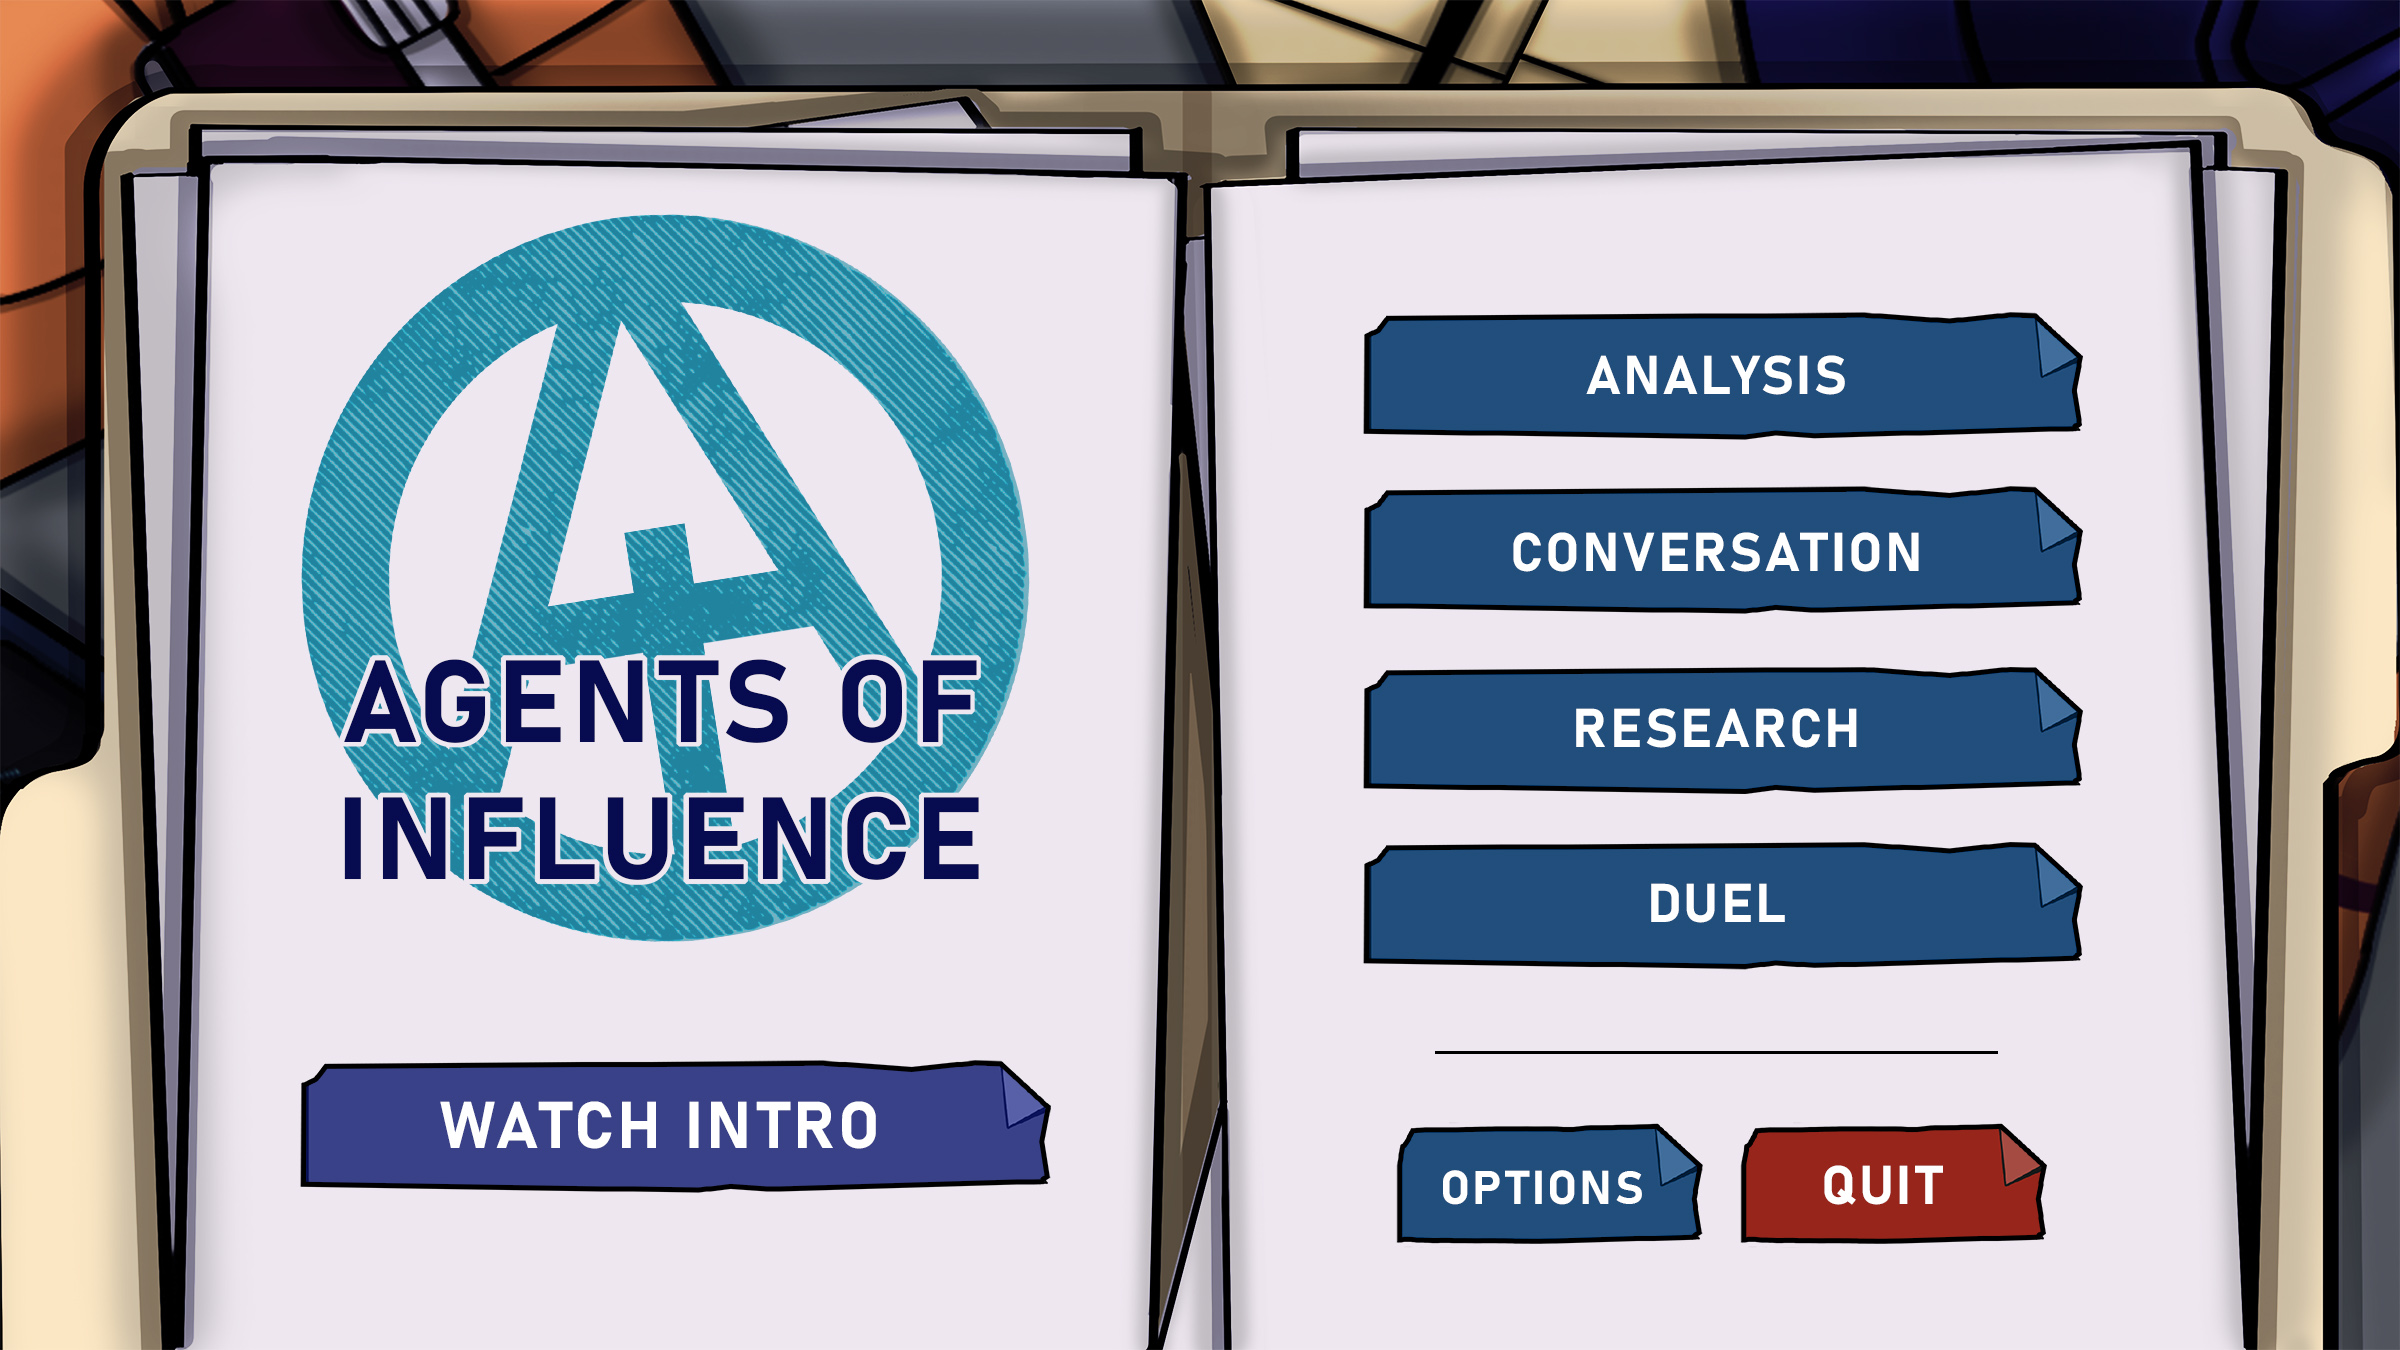 AGENTS OF
INFLUENCE
WATCH INTRO
ANALYSIS
CONVERSATION
RESEARCH
DUEL
OPTIONS
QUIT